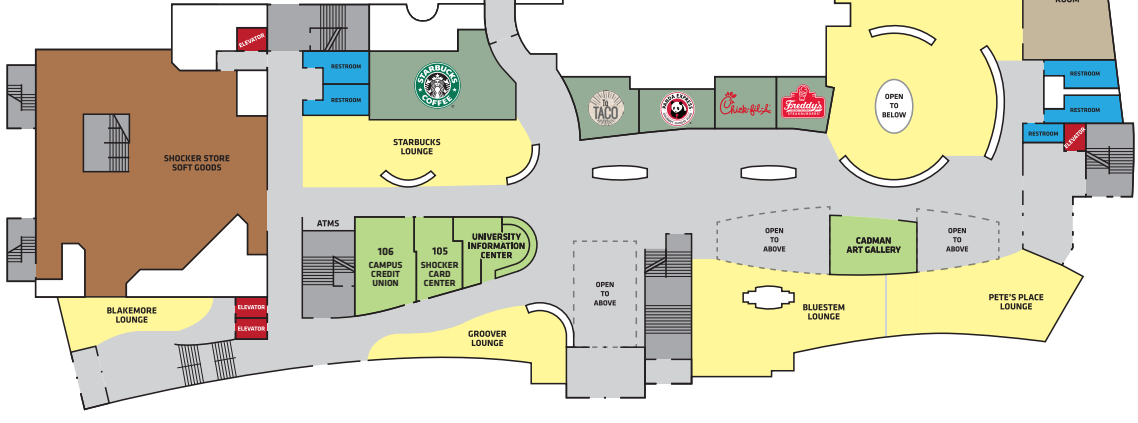 ROOM
ELEVATOR
RESTROOM
RESTROOM
STARBUCKS
COFFEE
TACO
PANDA EXPRESS
Chick-fil-A
Freddy's
OPEN
TO
BELOW
RESTROOM
RESTROOM
RESTROOM
ELEVATOR
SHOCKER STORE
SOFT GOODS
STARBUCKS
LOUNGE
ATMS
106
CAMPUS
CREDIT
UNION
105
SHOCKER
CARD
CENTER
UNIVERSITY
INFORMATION
CENTER
OPEN
TO
ABOVE
OPEN
TO
ABOVE
CADMAN
ART GALLERY
OPEN
TO
ABOVE
BLAKEMORE
LOUNGE
ELEVATOR
ELEVATOR
GROOVER
LOUNGE
BLUESTEM
LOUNGE
PETE'S PLACE
LOUNGE